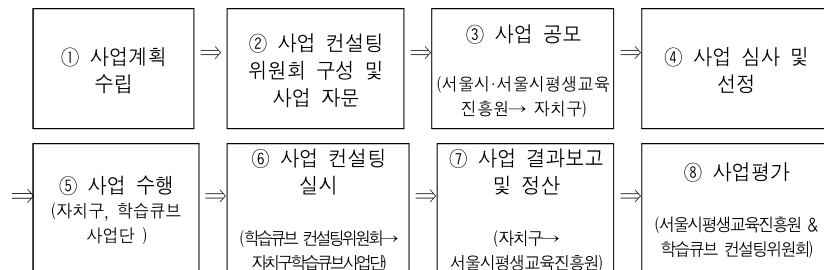 ① 사업계획
수립
⇒
② 사업 컨설팅
위원회 구성 및
사업 자문
⇒
③ 사업 공모
(서울시·서울시평생교육
진흥원→ 자치구)
⇒
④ 사업 심사 및
선정
⇒
⑤ 사업 수행
(자치구, 학습큐브
사업단 )
⇒
⑥ 사업 컨설팅
실시
(학습큐브 컨설팅위원회→
자치구학습큐브사업단)
⇒
⑦ 사업 결과보고
및 정산
(자치구→
서울시평생교육진흥원)
⇒
⑧ 사업평가
(서울시평생교육진흥원 &
학습큐브 컨설팅위원회)